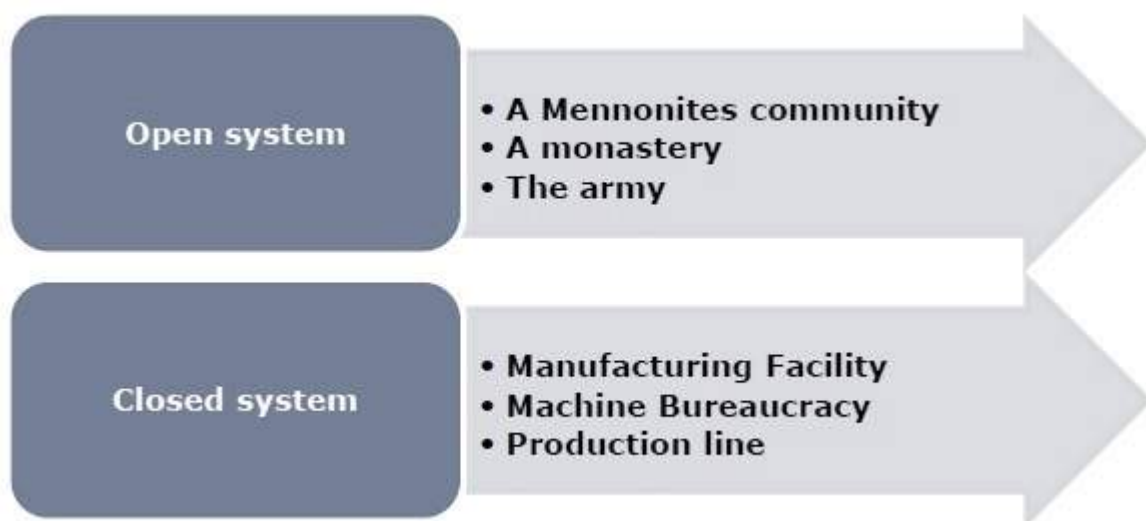 Open system
• A Mennonites community
• A monastery
• The army
Closed system
• Manufacturing Facility
• Machine Bureaucracy
• Production line